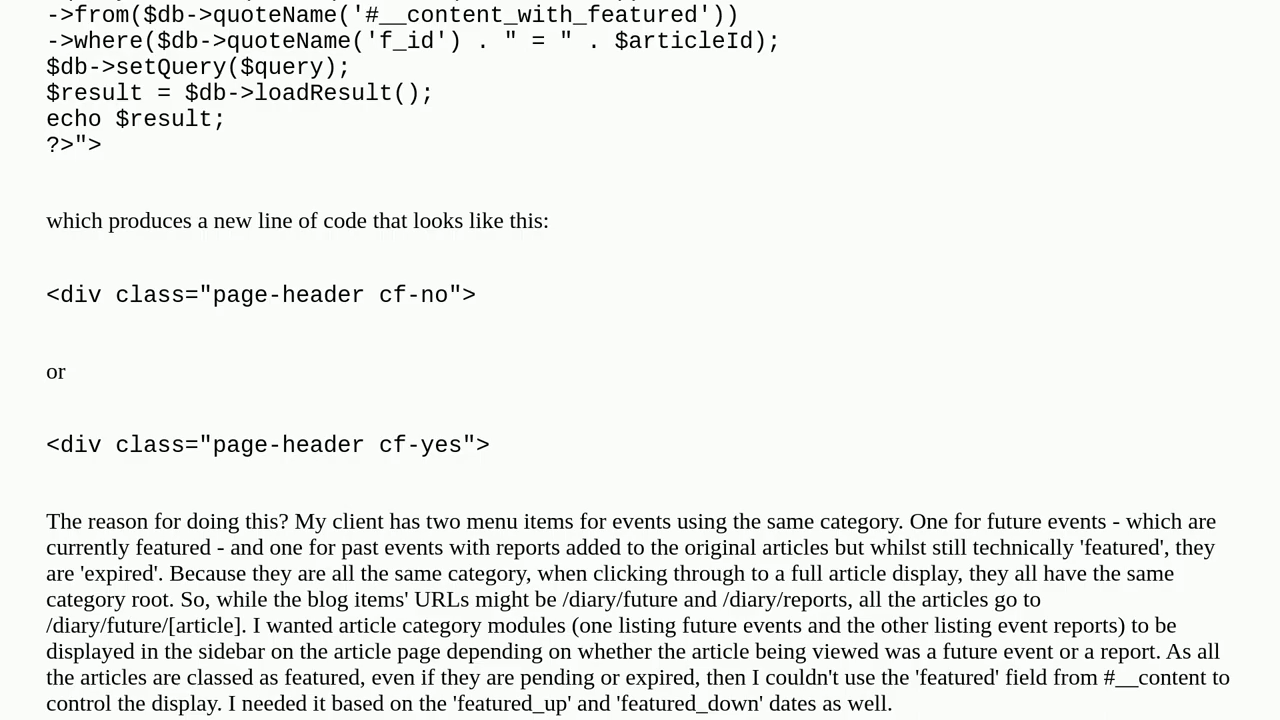 ->from($db->quoteName('#__content_with_featured'))
->where($db->quoteName('f_id') . " = " . $articleId);
$db->setQuery($query);
$result = $db->loadResult();
echo $result;
?>">
which produces a new line of code that looks like this:
<div class="page-header cf-no">
or
<div class="page-header cf-yes">
The reason for doing this? My client has two menu items for events using the same category. One for future events - which are
currently featured - and one for past events with reports added to the original articles but whilst still technically 'featured', they
are 'expired'. Because they are all the same category, when clicking through to a full article display, they all have the same
category root. So, while the blog items' URLs might be /diary/future and /diary/reports, all the articles go to
/diary/future/[article]. I wanted article category modules (one listing future events and the other listing event reports) to be
displayed in the sidebar on the article page depending on whether the article being viewed was a future event or a report. As all
the articles are classed as featured, even if they are pending or expired, then I couldn't use the 'featured' field from #__content to
control the display. I needed it based on the 'featured_up' and 'featured_down' dates as well.